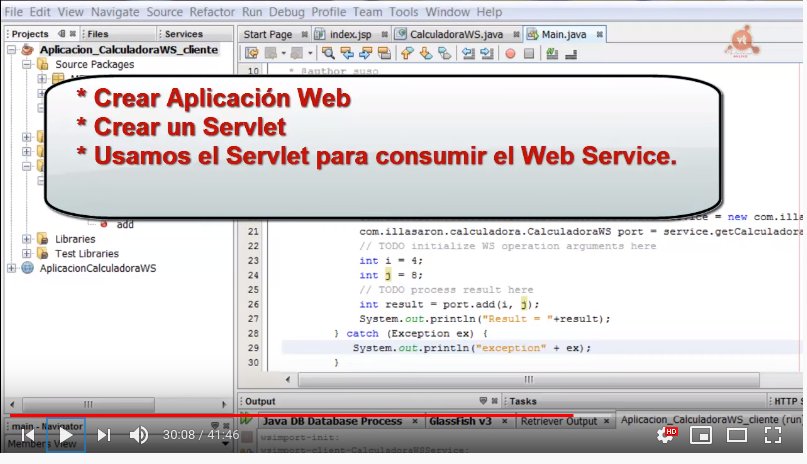 File Edit View Navigate Source Refactor Run Debug Profile Team Tools Window Help
Projects Files Services
Start Page index.jsp CalculadoraWS.java Main.java
Aplicacion_CalculadoraWS_cliente
Source Packages
10 * @author suso
* Crear Aplicación Web
* Crear un Servlet
* Usamos el Servlet para consumir el Web Service.
= new com.illa
add
21 com.illasaron.calculadora.CalculadoraWS port = service.getCalculado
Libraries
22 // TODO initialize WS operation arguments here
Test Libraries
23 int i = 4;
AplicacionCalculadoraWS
24 int j = 8;
25 // TODO process result here
26 int result = port.add(i, j);
27 System.out.println("Result = "+result);
28 } catch (Exception ex) {
29 System.out.println("exception" + ex);
30 }
Output Tasks HTTP S
main - Navigator
Java DB Database Process GlassFish v3 Retriever Output Aplicacion_CalculadoraWS_cliente (run)
Members View
30:08 / 41:46
HD
wsimport-init:
wsimport-client-CalculadoraWSService: